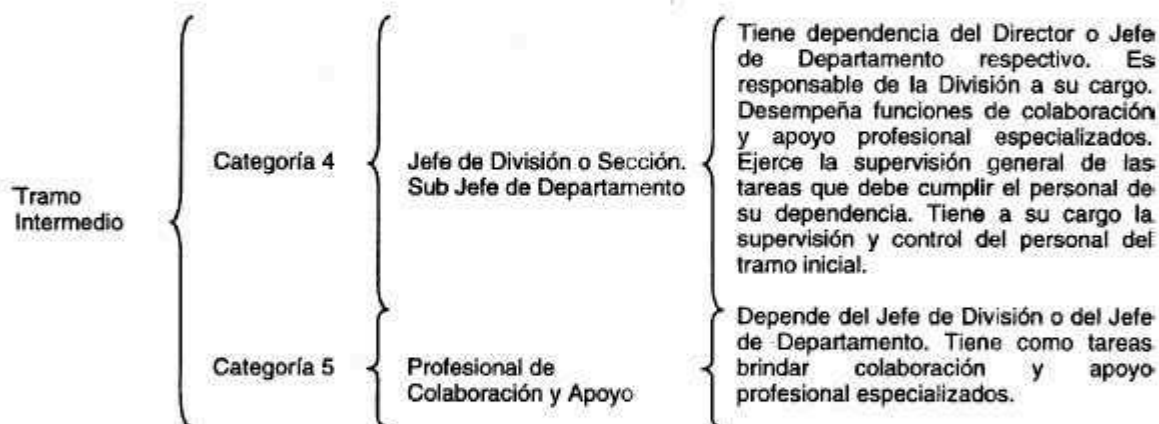 Tramo
Intermedio
Categoría 4
Jefe de División o Sección.
Sub Jefe de Departamento
Tiene dependencia del Director o Jefe
de Departamento respectivo. Es
responsable de la División a su cargo.
Desempeña funciones de colaboración
y apoyo profesional especializados.
Ejerce la supervisión general de las
tareas que debe cumplir el personal de
su dependencia. Tiene a su cargo la
supervisión y control del personal del
tramo inicial.
Categoría 5
Profesional de
Colaboración y Apoyo
Depende del Jefe de División o del Jefe
de Departamento. Tiene como tareas
brindar colaboración y apoyo
profesional especializados.